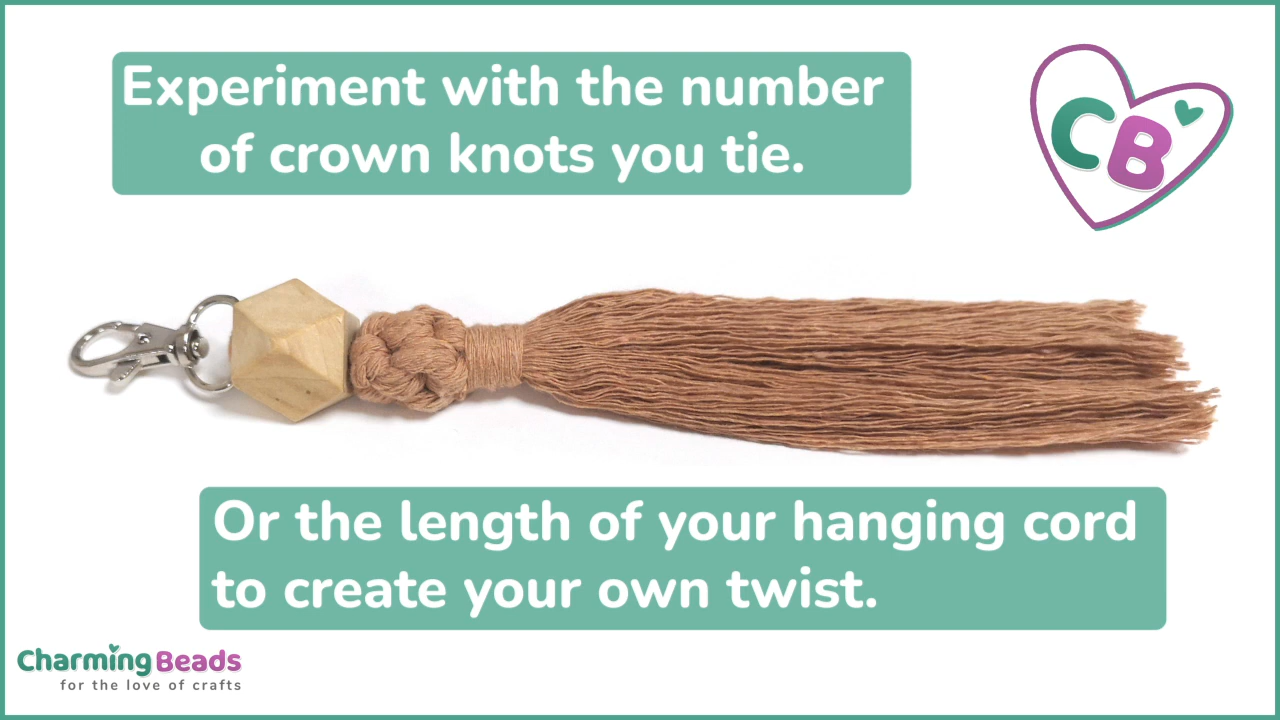 Experiment with the number
of crown knots you tie.
CB
Or the length of your hanging cord
to create your own twist.
Charming Beads
for the love of crafts